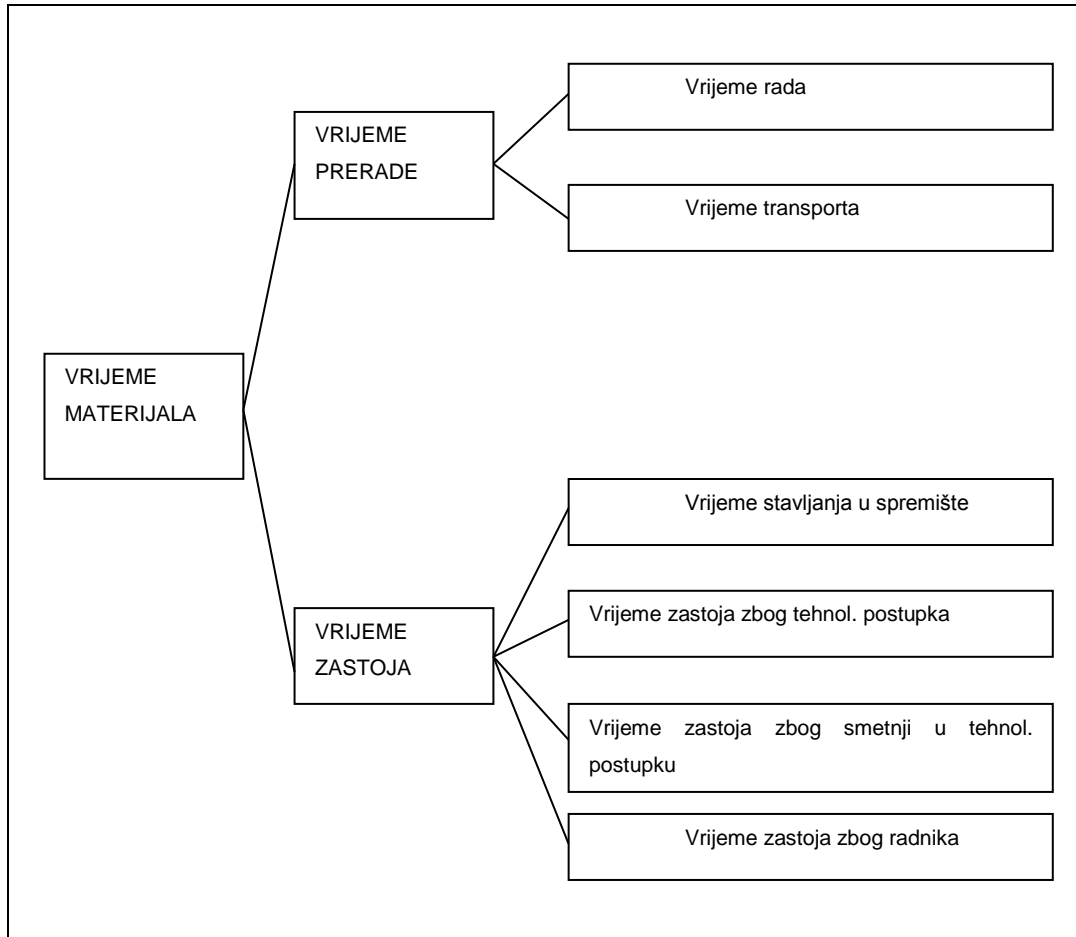 Vrijeme rada
VRIJEME
PRERADE
Vrijeme transporta
VRIJEME
MATERIJALA
Vrijeme stavljanja u spremište
Vrijeme zastoja zbog tehnol. postupka
VRIJEME
ZASTOJA
Vrijeme zastoja zbog smetnji u tehnol.
postupku
Vrijeme zastoja zbog radnika